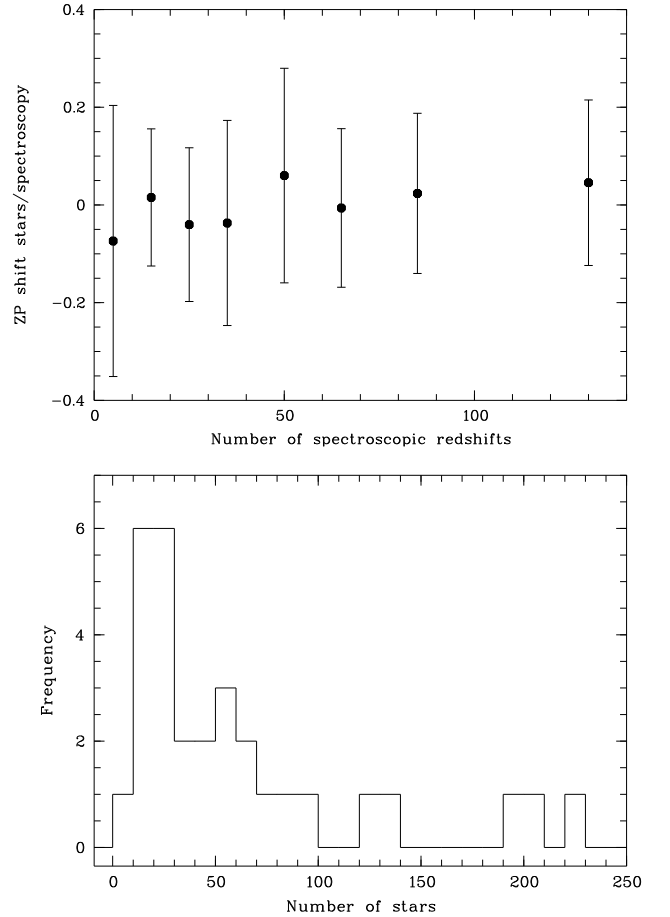 0.4
0.2
0
−0.2
−0.4
ZP shift stars/spectroscopy
0 50 100
Number of spectroscopic redshifts
6
4
2
0
Frequency
0 50 100 150 200 250
Number of stars